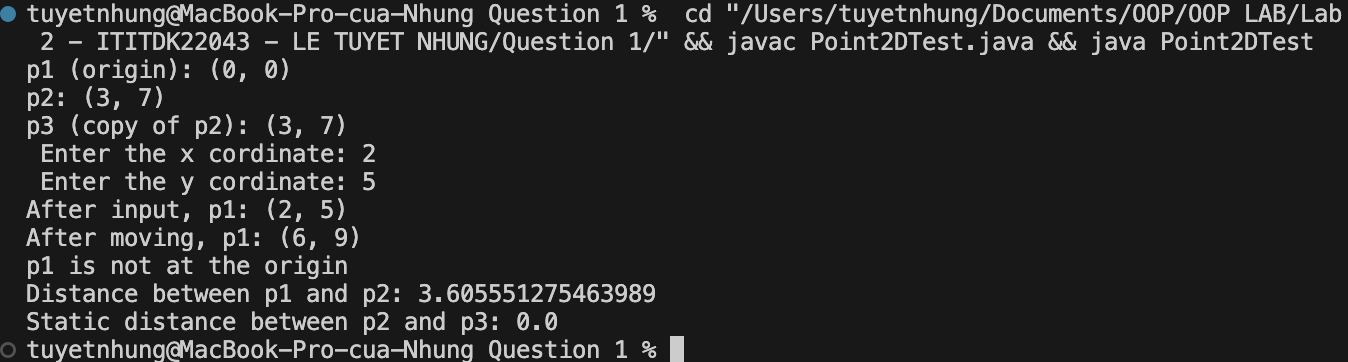 tuyetnhung@MacBook-Pro-cua-Nhung Question 1 %  cd "/Users/tuyetnhung/Documents/OOP/OOP LAB/Lab
 2 - ITITDK22043 - LE TUYET NHUNG/Question 1/" && javac Point2DTest.java && java Point2DTest
p1 (origin): (0, 0)
p2: (3, 7)
p3 (copy of p2): (3, 7)
 Enter the x cordinate: 2
 Enter the y cordinate: 5
After input, p1: (2, 5)
After moving, p1: (6, 9)
p1 is not at the origin
Distance between p1 and p2: 3.605551275463989
Static distance between p2 and p3: 0.0
tuyetnhung@MacBook-Pro-cua-Nhung Question 1 %